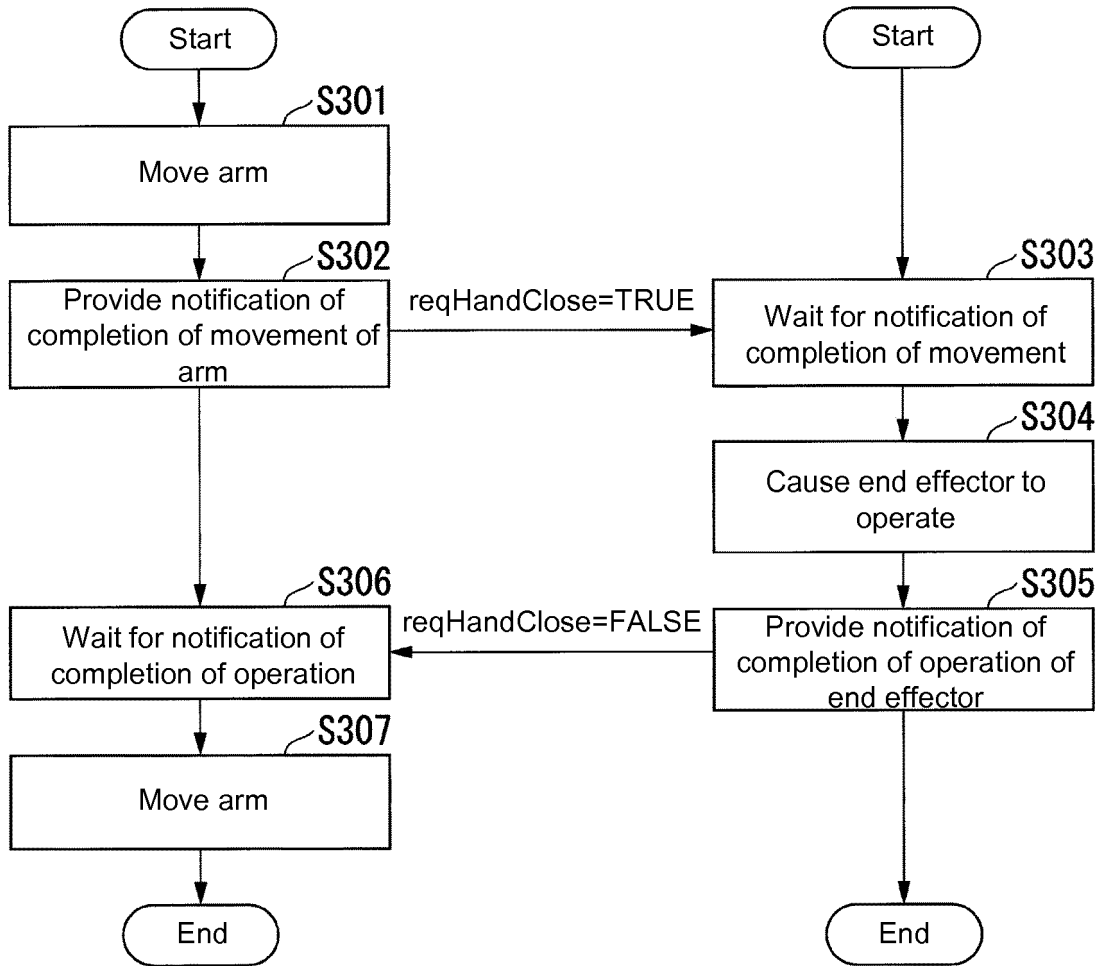 Start
Start
S301
Move arm
S302
Provide notification of
completion of movement of
arm
reqHandClose=TRUE
S303
Wait for notification of
completion of movement
S304
Cause end effector to
operate
S306
Wait for notification of
completion of operation
reqHandClose=FALSE
S305
Provide notification of
completion of operation of
end effector
S307
Move arm
End
End